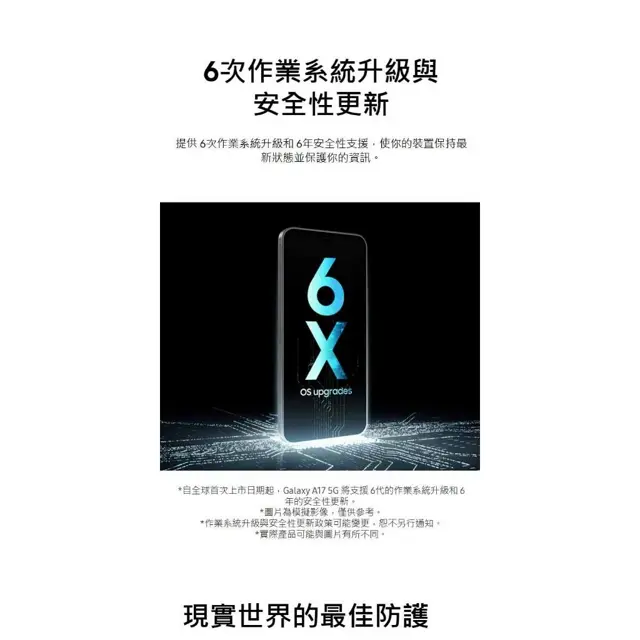 6次作業系統升級與
安全性更新
提供 6次作業系統升級和 6年安全性支援，使你的裝置保持最
新狀態並保護你的資訊。
6
X
OS upgrades
*自全球首次上市日期起，Galaxy A17 5G 將支援 6代的作業系統升級和 6
年的安全性更新。
*圖片為模擬影像，僅供參考。
*作業系統升級與安全性更新政策可能變更，恕不另行通知。
*實際產品可能與圖片有所不同。
現實世界的最佳防護